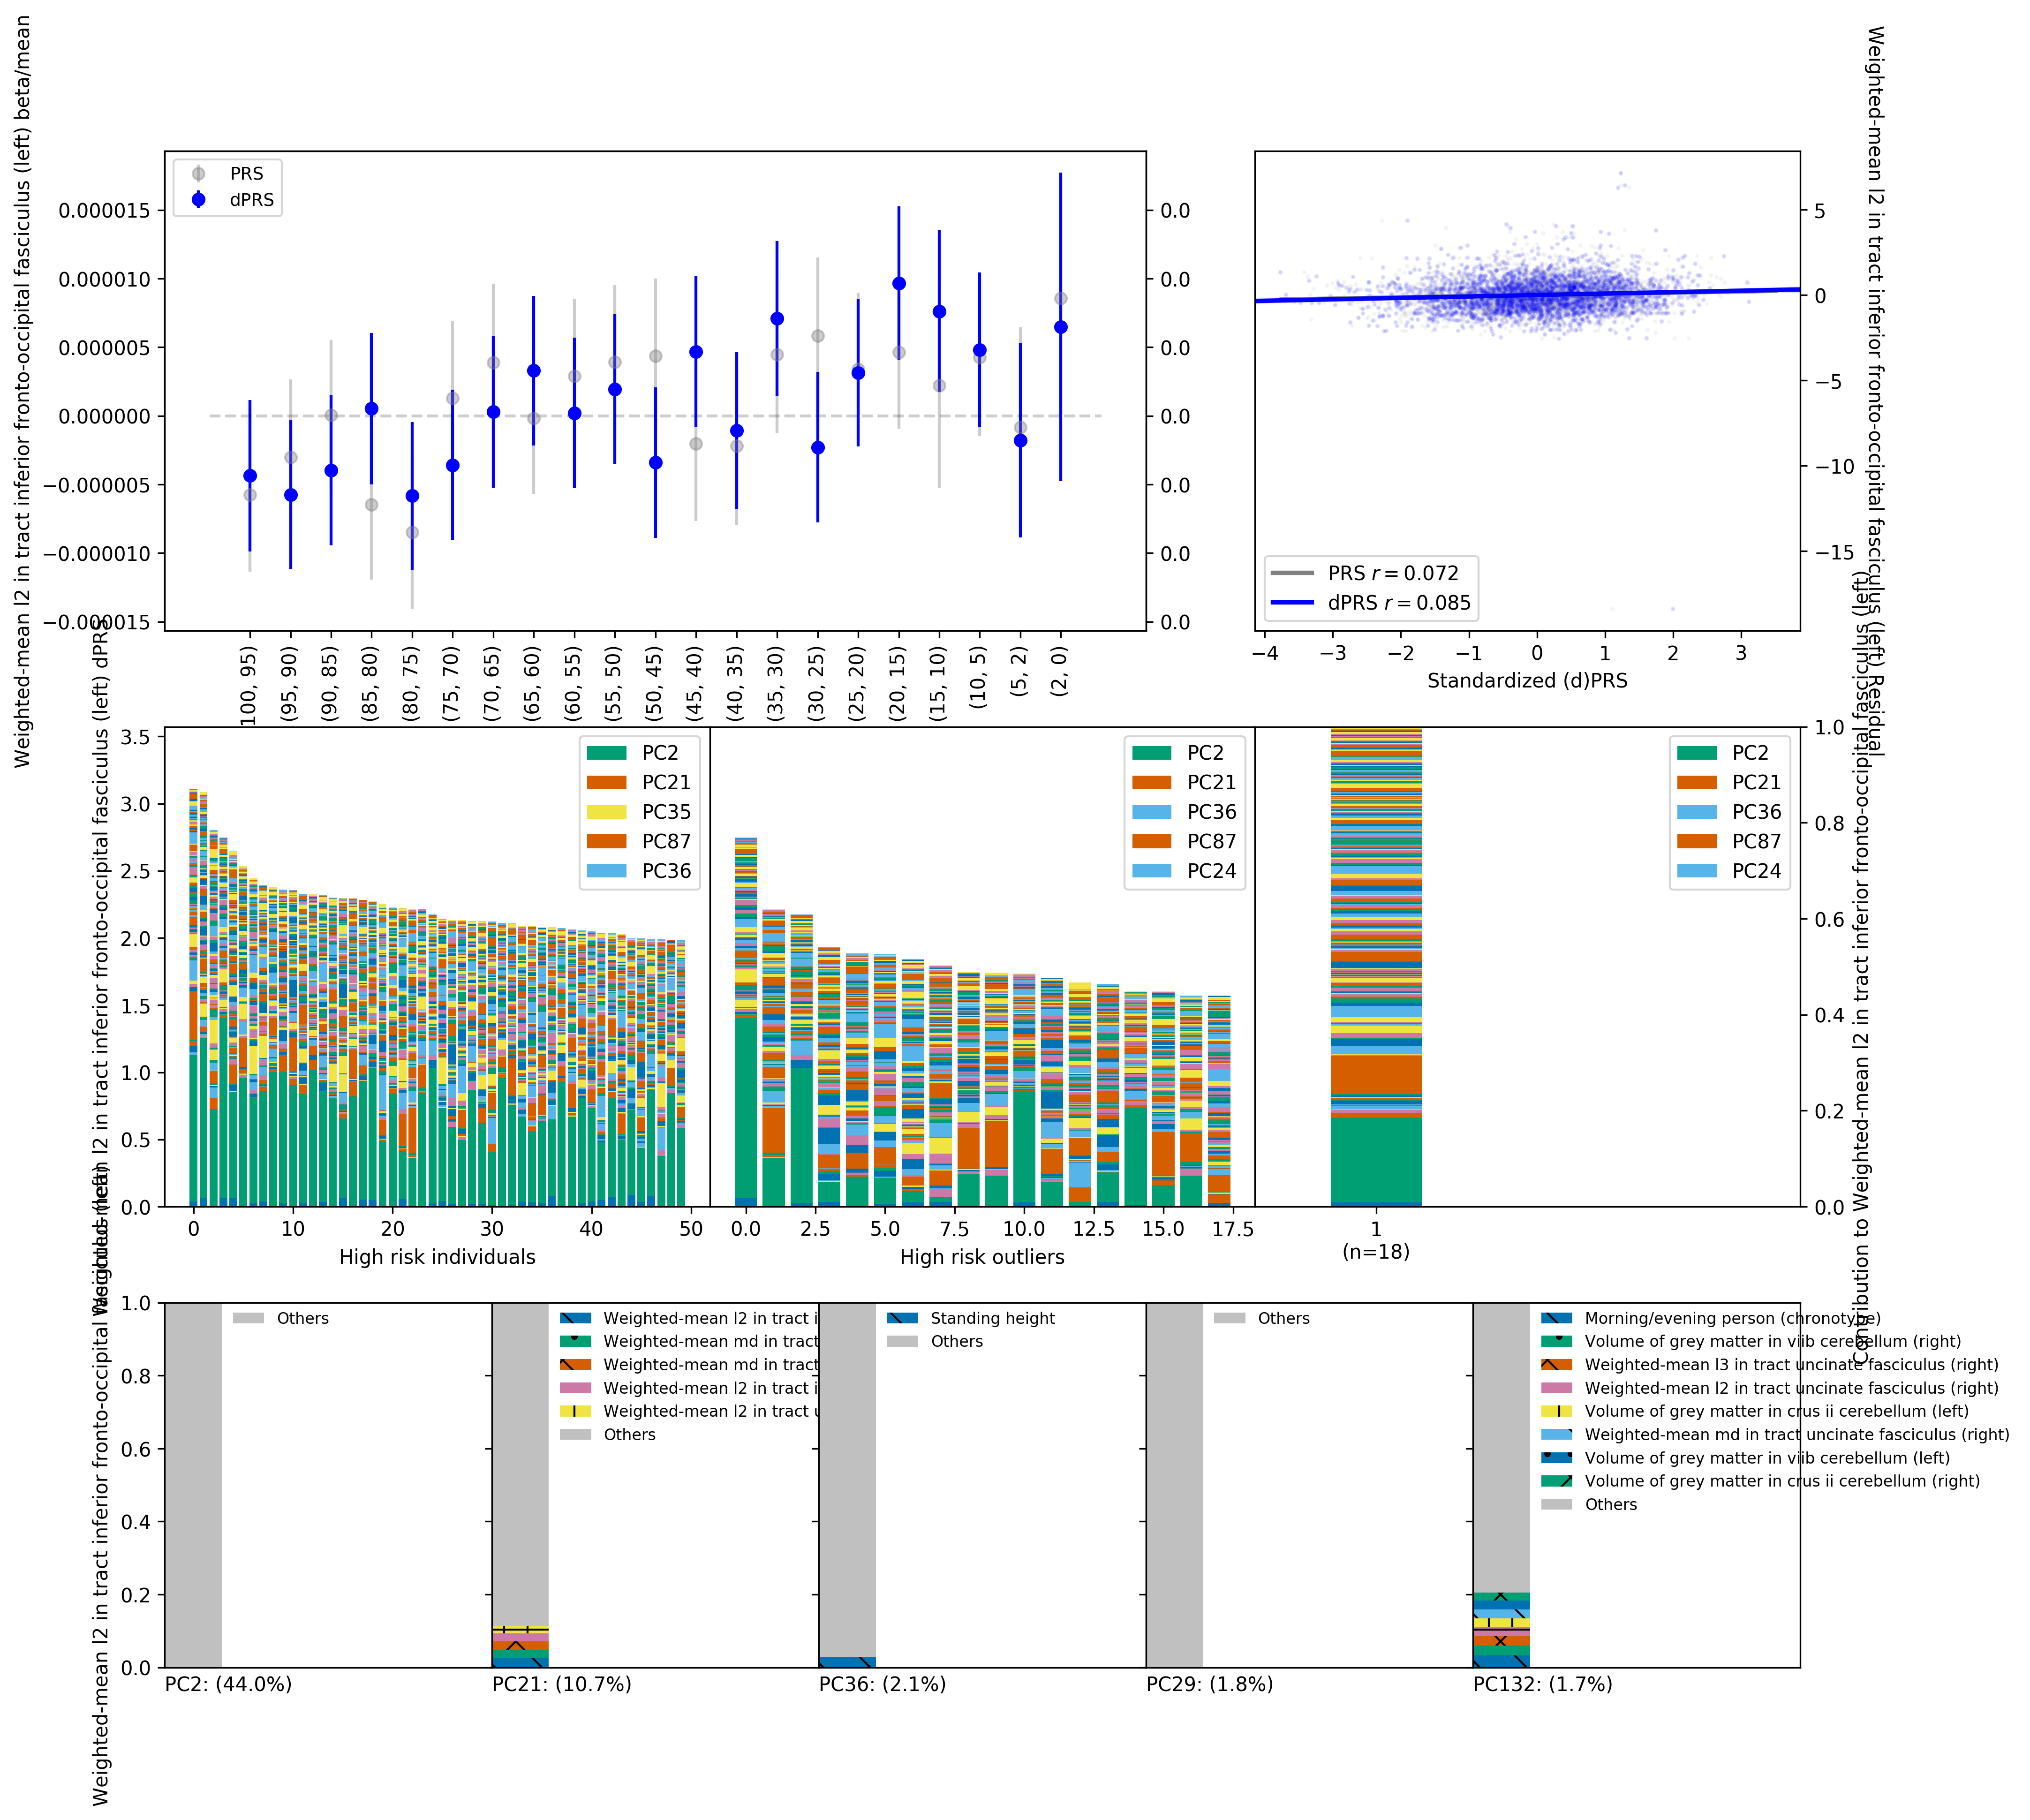 Weighted-mean l2 in tract inferior fronto-occipital fasciculus (left) beta/mean
PRS
dPRS
0.000015
0.000010
0.000005
0.000000
−0.000005
−0.000010
−0.000015
0.0
0.0
0.0
0.0
0.0
0.0
0.0
100, 95)
(95, 90)
(90, 85)
(85, 80)
(80, 75)
(75, 70)
(70, 65)
(65, 60)
(60, 55)
(55, 50)
(50, 45)
(45, 40)
(40, 35)
(35, 30)
(30, 25)
(25, 20)
(20, 15)
(15, 10)
(10, 5)
(5, 2)
(2, 0)
Weighted-mean l2 in tract inferior fronto-occipital fasciculus (left) Residual
5
0
−5
−10
−15
PRS r = 0.072
dPRS r = 0.085
−4 −3 −2 −1 0 1 2 3
Standardized (d)PRS
Weighted-mean l2 in tract inferior fronto-occipital fasciculus (left) dPRS
3.5
3.0
2.5
2.0
1.5
1.0
0.5
0.0
PC2
PC21
PC35
PC87
PC36
0 10 20 30 40 50
High risk individuals
PC2
PC21
PC36
PC87
PC24
0.0 2.5 5.0 7.5 10.0 12.5 15.0 17.5
High risk outliers
PC2
PC21
PC36
PC87
PC24
1
(n=18)
1.0
0.8
0.6
0.4
0.2
0.0
Contribution to Weighted-mean l2 in tract inferior fronto-occipital fasciculus (left)
Weighted-mean l2 in tract inferior fronto-occipital fasciculus (left)
1.0
0.8
0.6
0.4
0.2
0.0
Others
PC2: (44.0%)
Weighted-mean l2 in tract i
Weighted-mean md in tract
Weighted-mean md in tract
Weighted-mean l2 in tract i
Weighted-mean l2 in tract u
Others
PC21: (10.7%)
Standing height
Others
PC36: (2.1%)
Others
PC29: (1.8%)
Morning/evening person (chronotype)
Volume of grey matter in viib cerebellum (right)
Weighted-mean l3 in tract uncinate fasciculus (right)
Weighted-mean l2 in tract uncinate fasciculus (right)
Volume of grey matter in crus ii cerebellum (left)
Weighted-mean md in tract uncinate fasciculus (right)
Volume of grey matter in viib cerebellum (left)
Volume of grey matter in crus ii cerebellum (right)
Others
PC132: (1.7%)